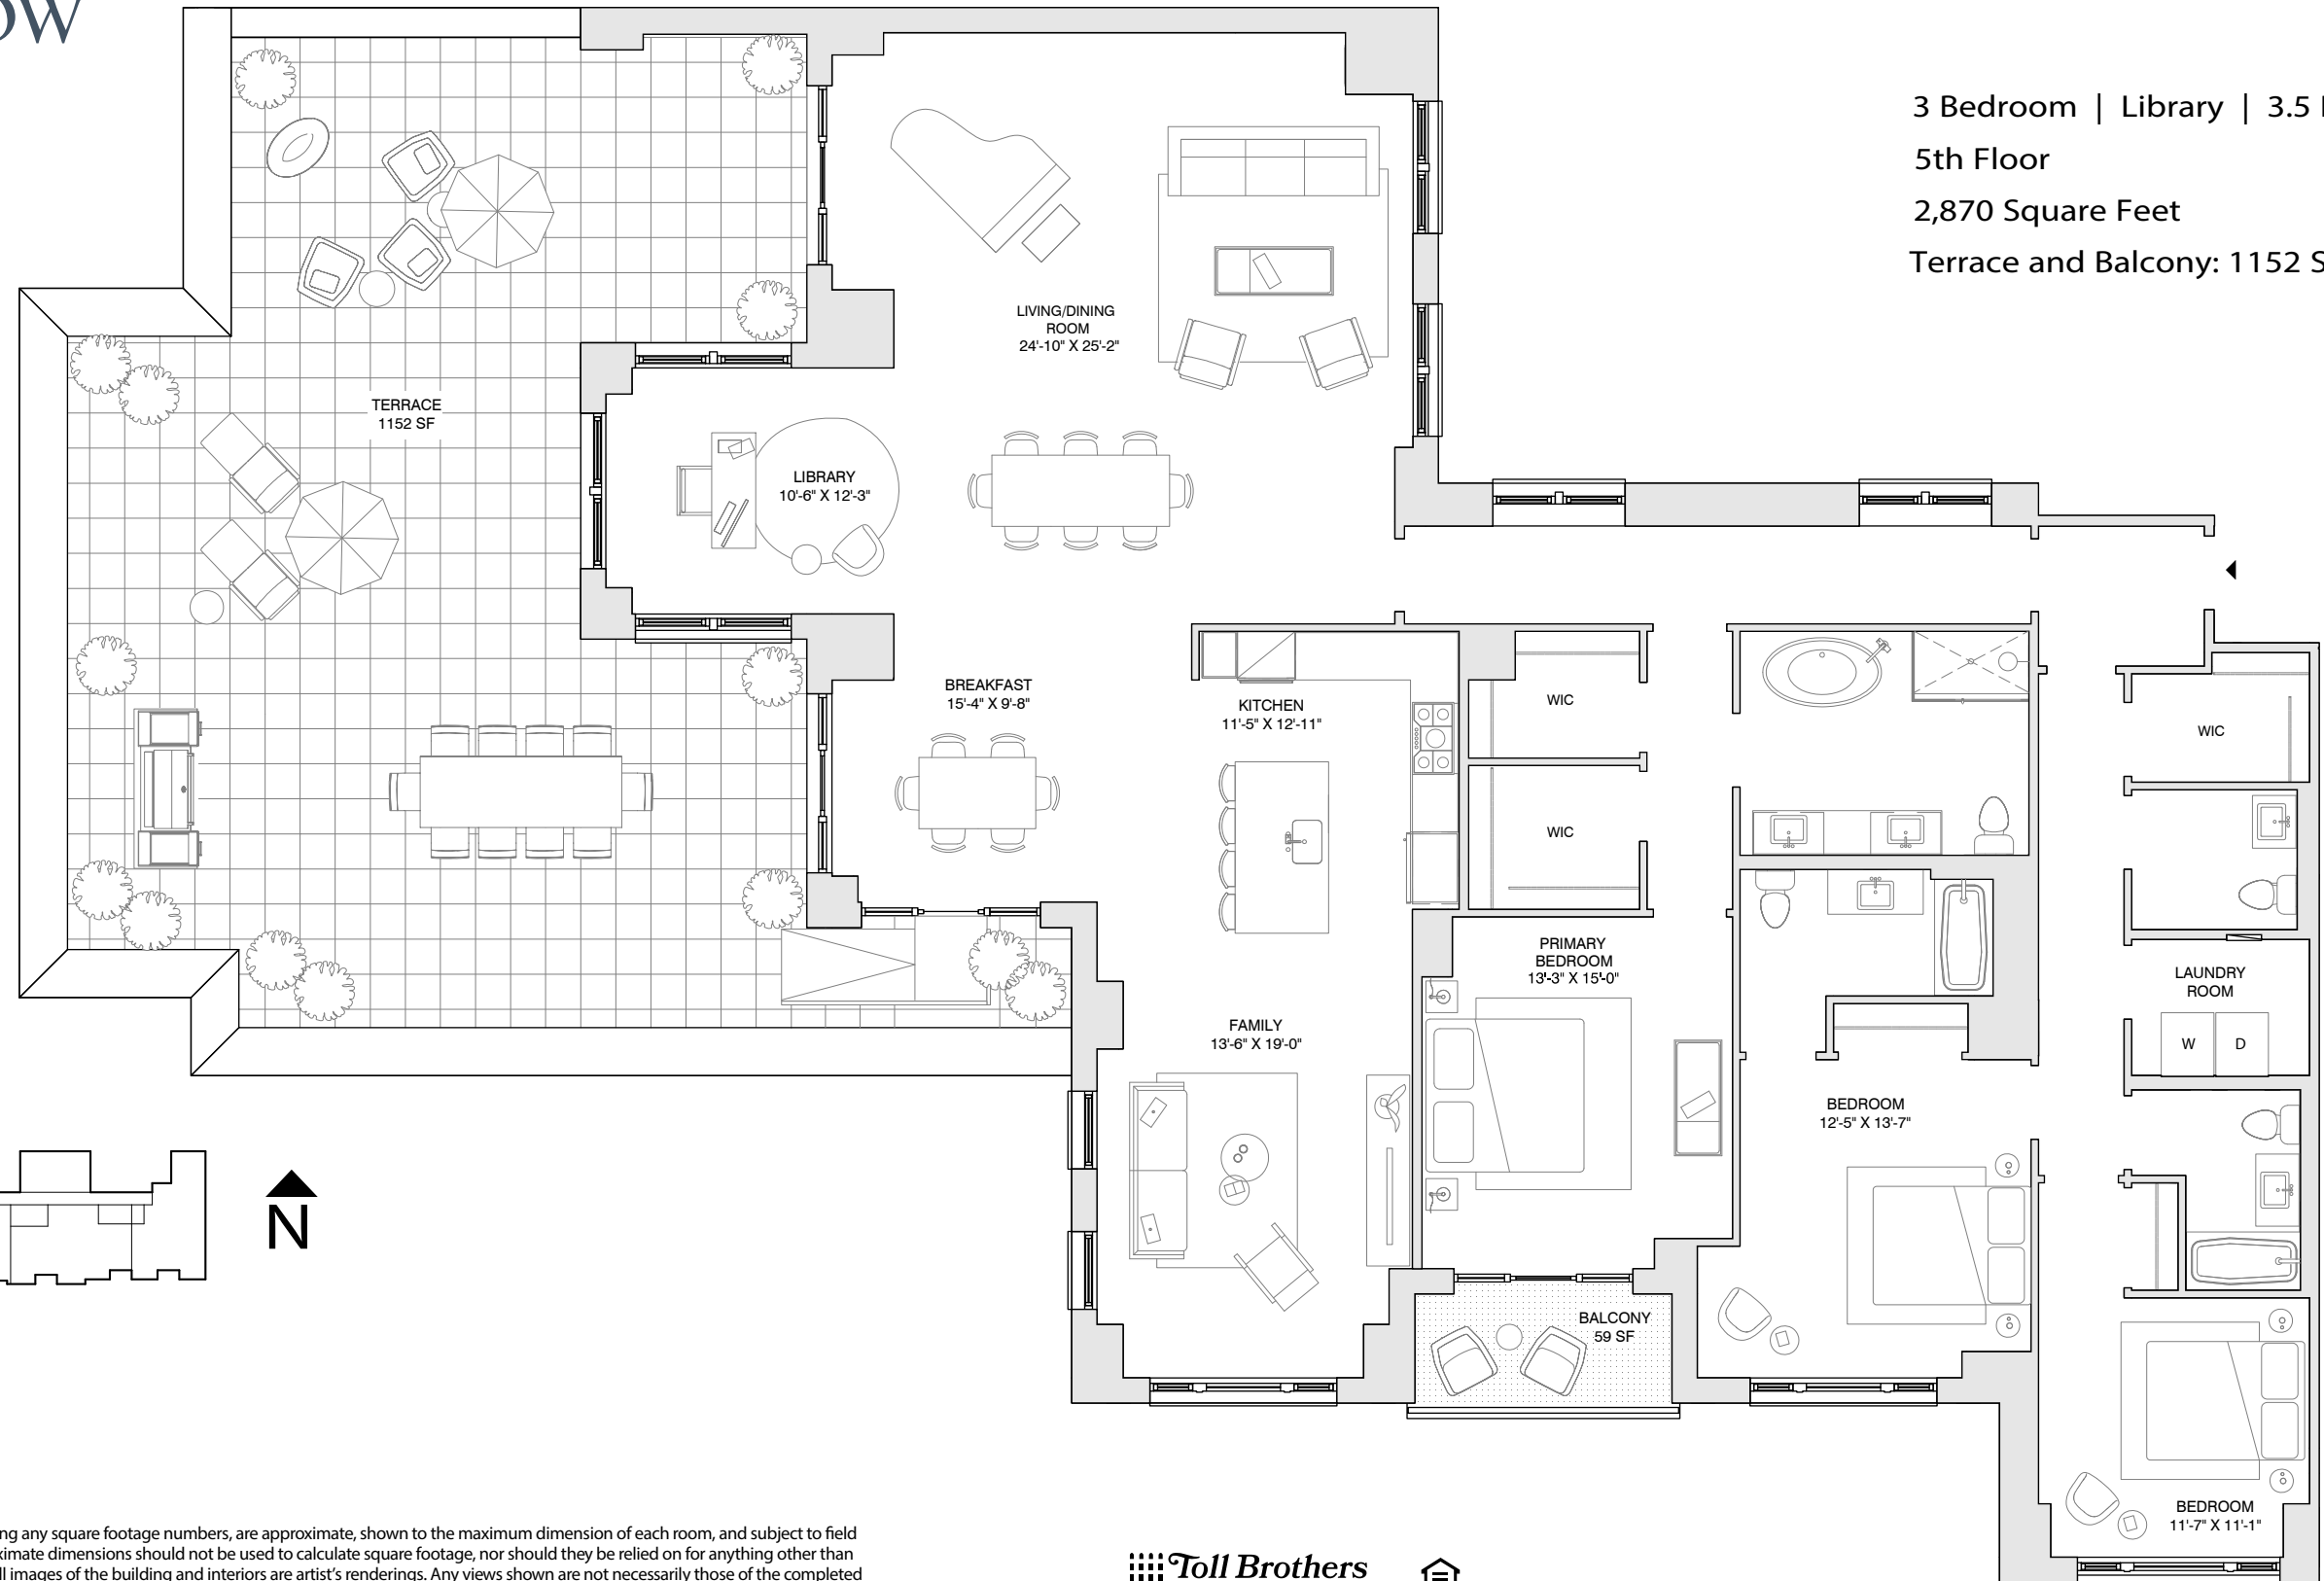 3 Bedroom | Library | 3.5
5th Floor
2,870 Square Feet
Terrace and Balcony: 1152
LIVING/DINING
ROOM
24'-10" X 25'-2"
TERRACE
1152 SF
LIBRARY
10'-6" X 12'-3"
BREAKFAST
15'-4" X 9'-8"
KITCHEN
11'-5" X 12'-11"
WIC
WIC
WIC
PRIMARY
BEDROOM
13'-3" X 15'-0"
LAUNDRY
ROOM
W D
FAMILY
13'-6" X 19'-0"
BEDROOM
12'-5" X 13'-7"
BALCONY
59 SF
BEDROOM
11'-7" X 11'-1"
N
any square footage numbers, are approximate, shown to the maximum dimension of each room, and subject to field
dimensions should not be used to calculate square footage, nor should they be relied on for anything other than
images of the building and interiors are artist's renderings. Any views shown are not necessarily those of the completed
Toll Brothers